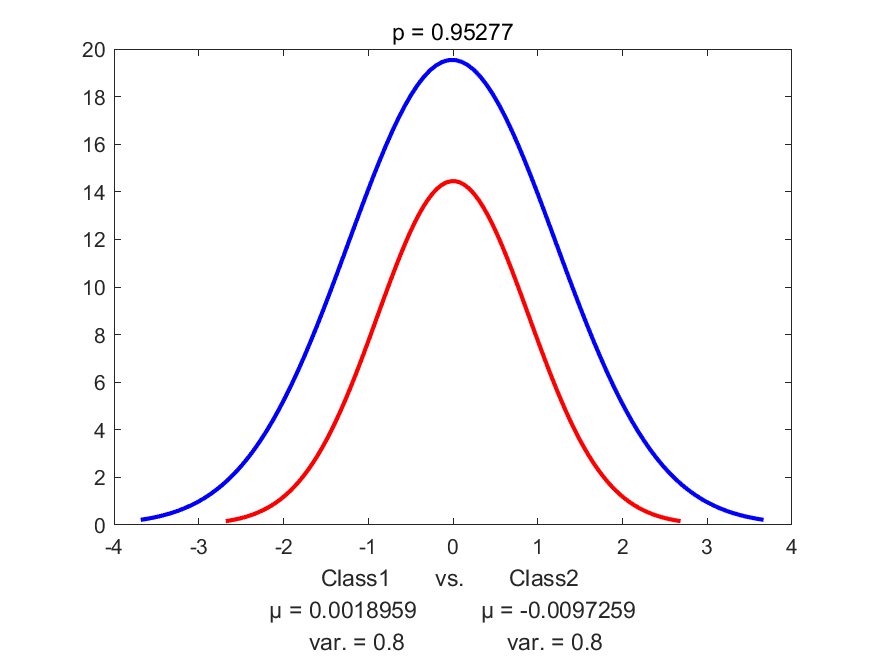 p = 0.95277
20
18
16
14
12
10
8
6
4
2
0
-4 -3 -2 -1 0 1 2 3 4
Class1 vs. Class2
μ = 0.0018959 μ = -0.0097259
var. = 0.8 var. = 0.8